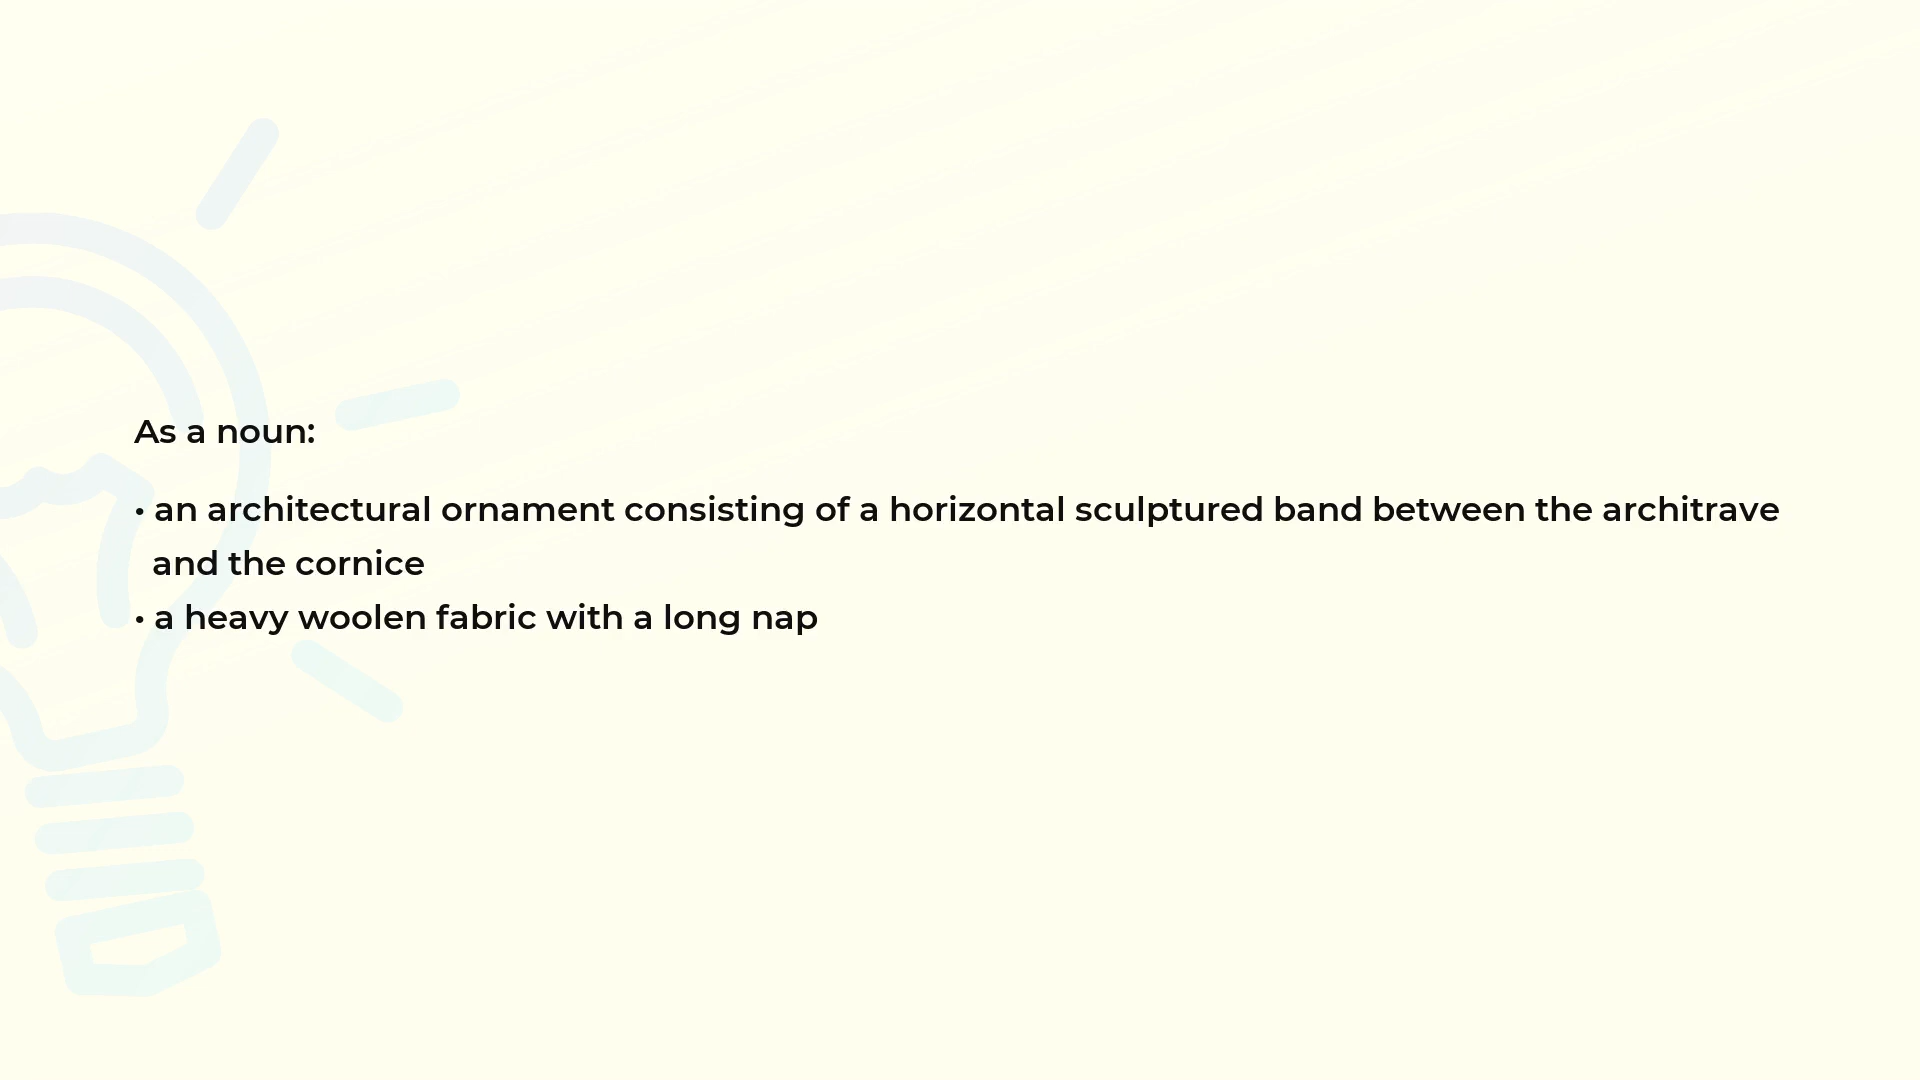 As a noun:
• an architectural ornament consisting of a horizontal sculptured band between the architrave
and the cornice
• a heavy woolen fabric with a long nap